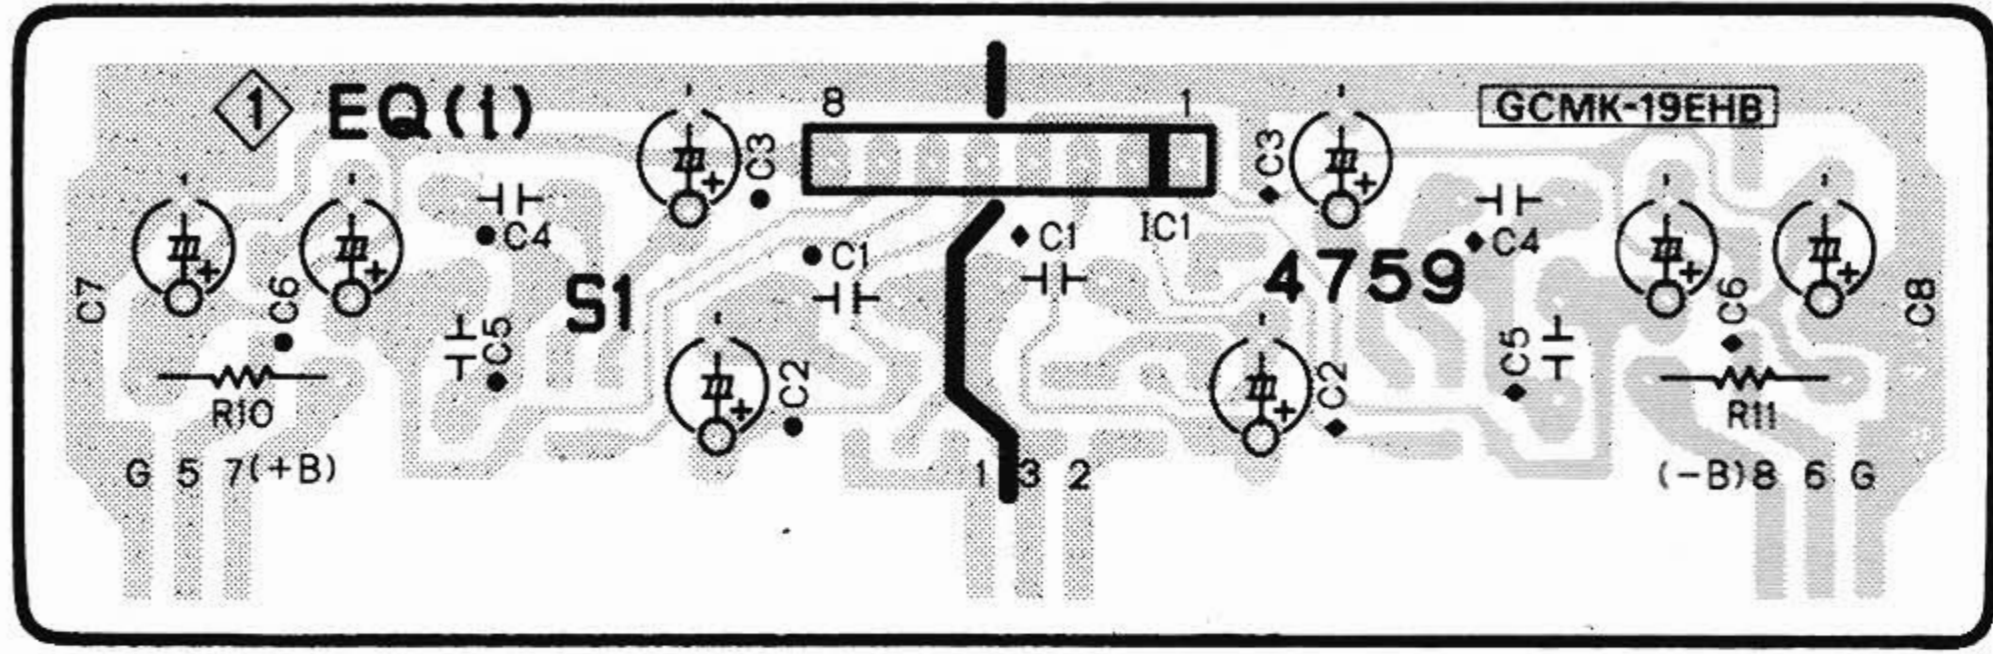 1 EQ(1)
8
1
GCMK-19EHB
C3
C3
IC1
C4
C1
C1
C4
4759
S1
C7
C6
C5
C2
C2
C5
C6
C8
R10
R11
G 5 7(+B)
1 3 2
(-B)8 6 G